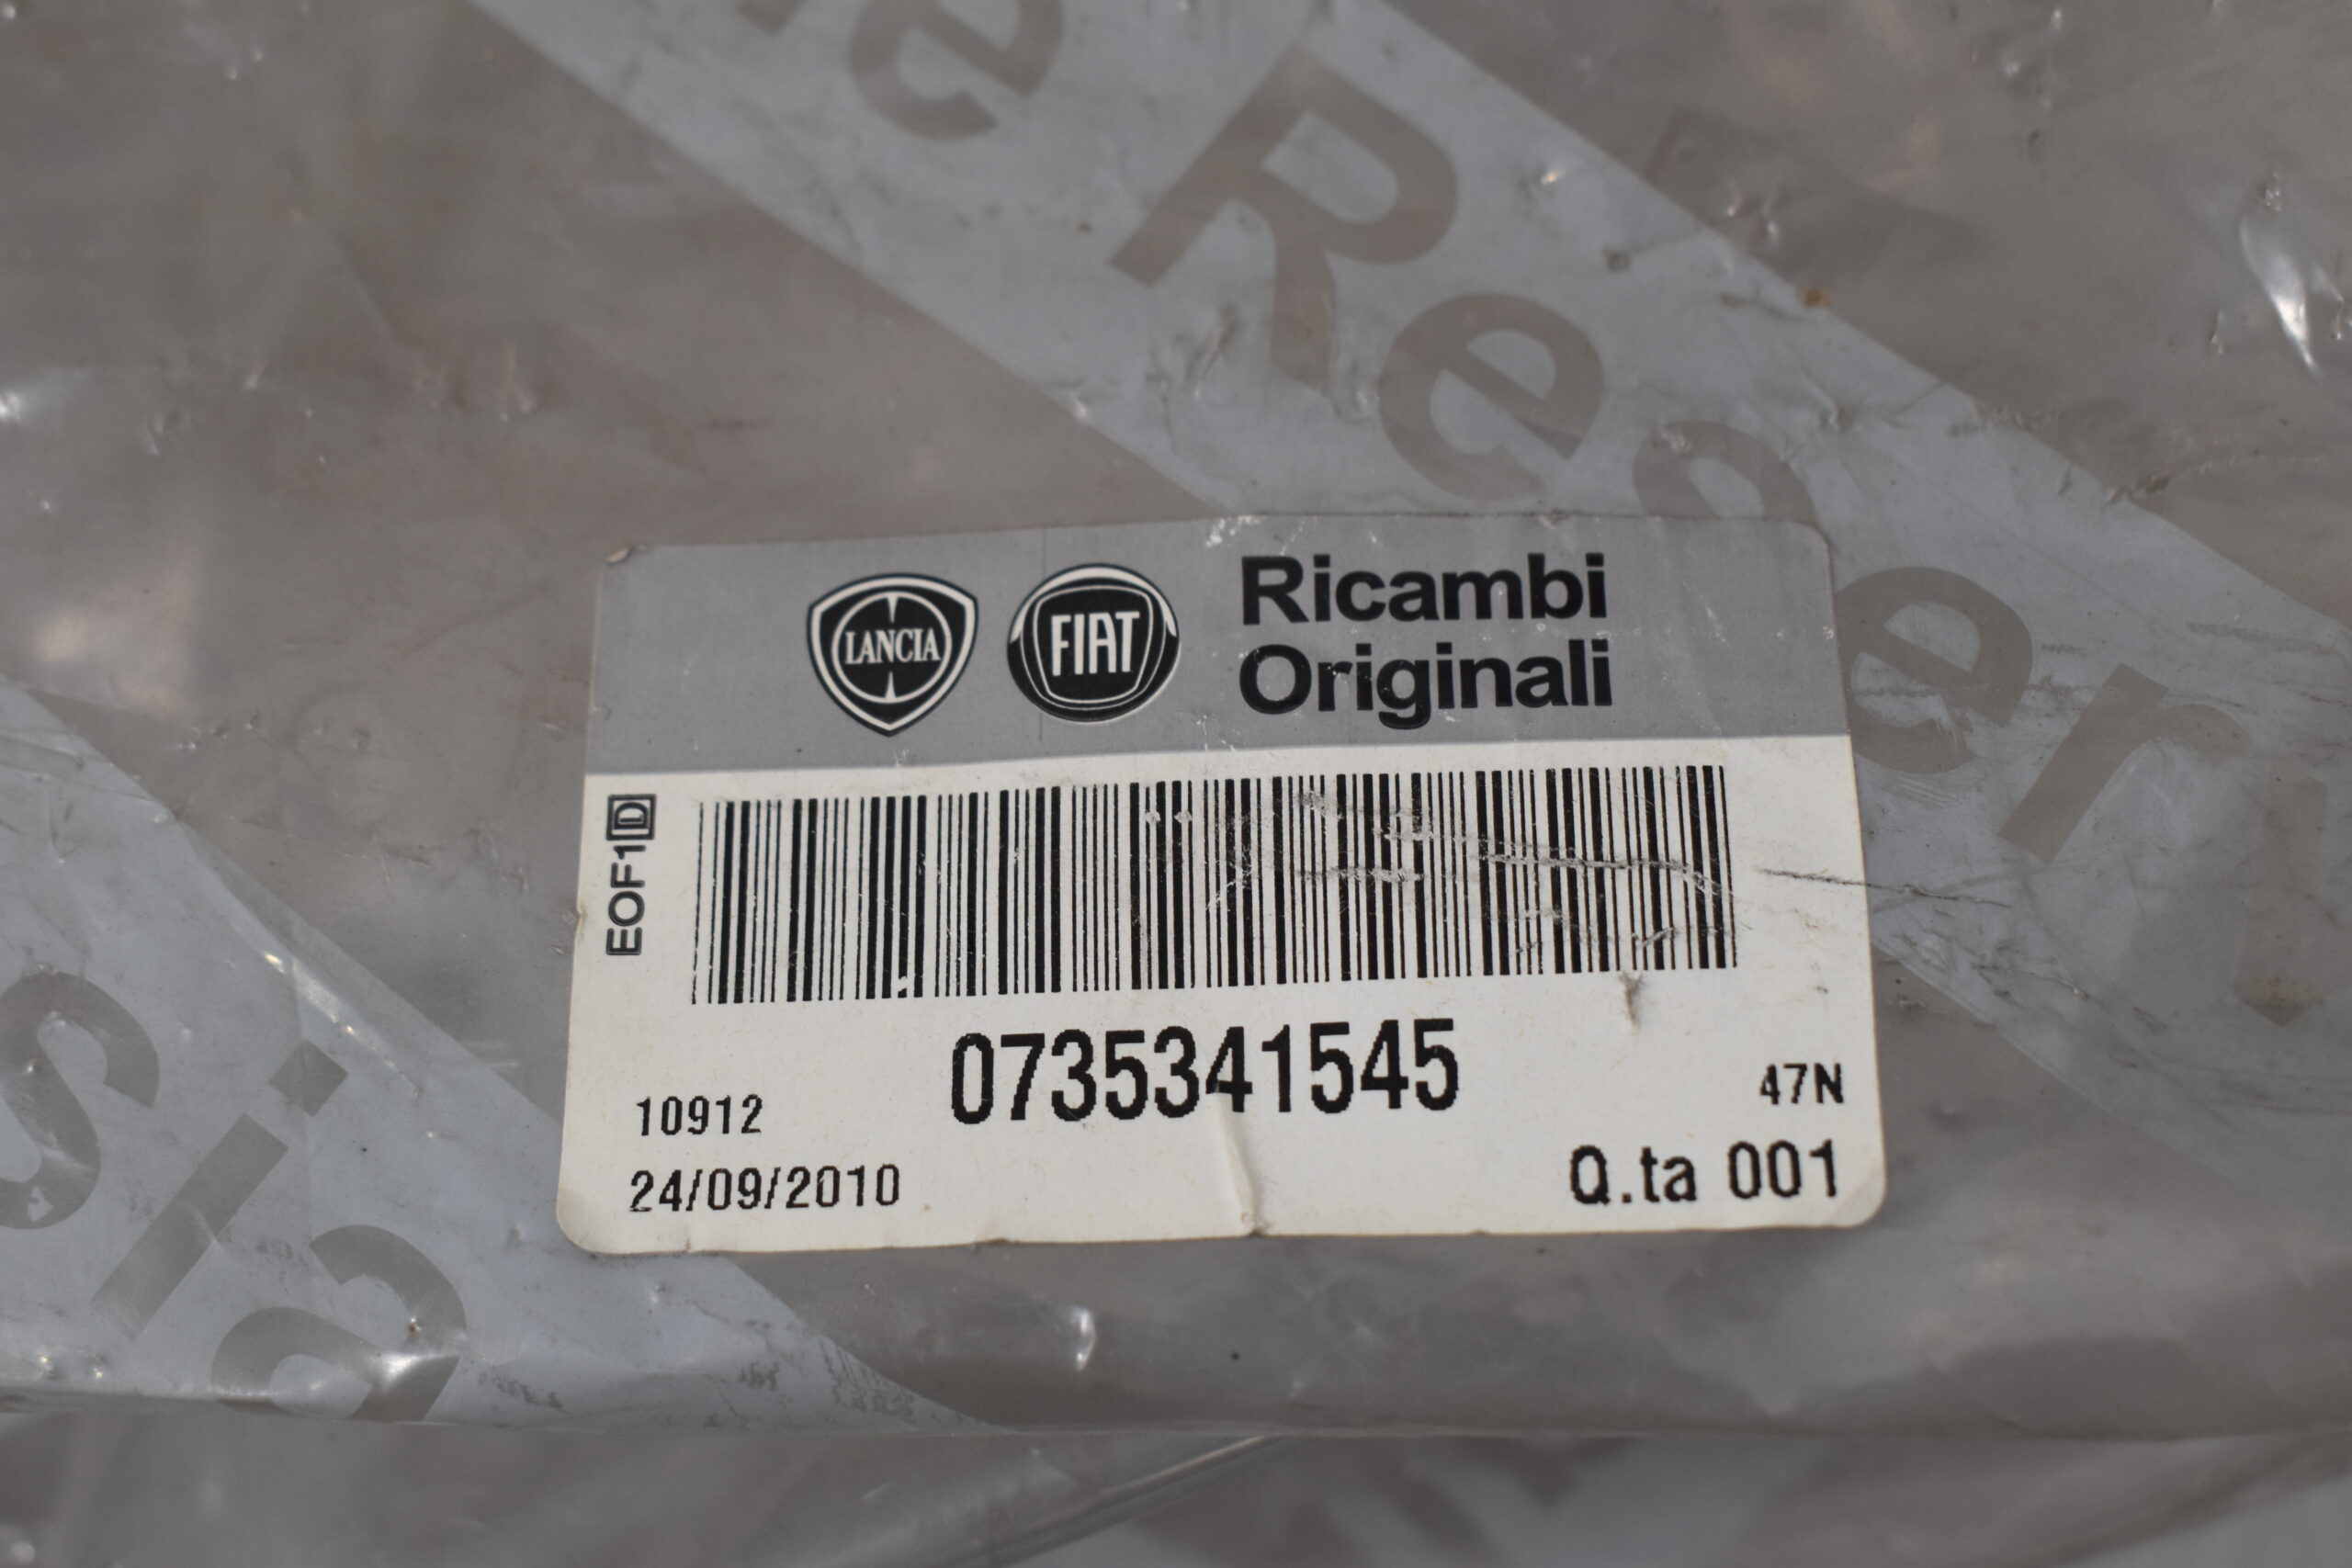 LANCIA
FIAT
Ricambi
Originali
EOF1D
0735341545
10912
47N
24/09/2010
Q.ta 001